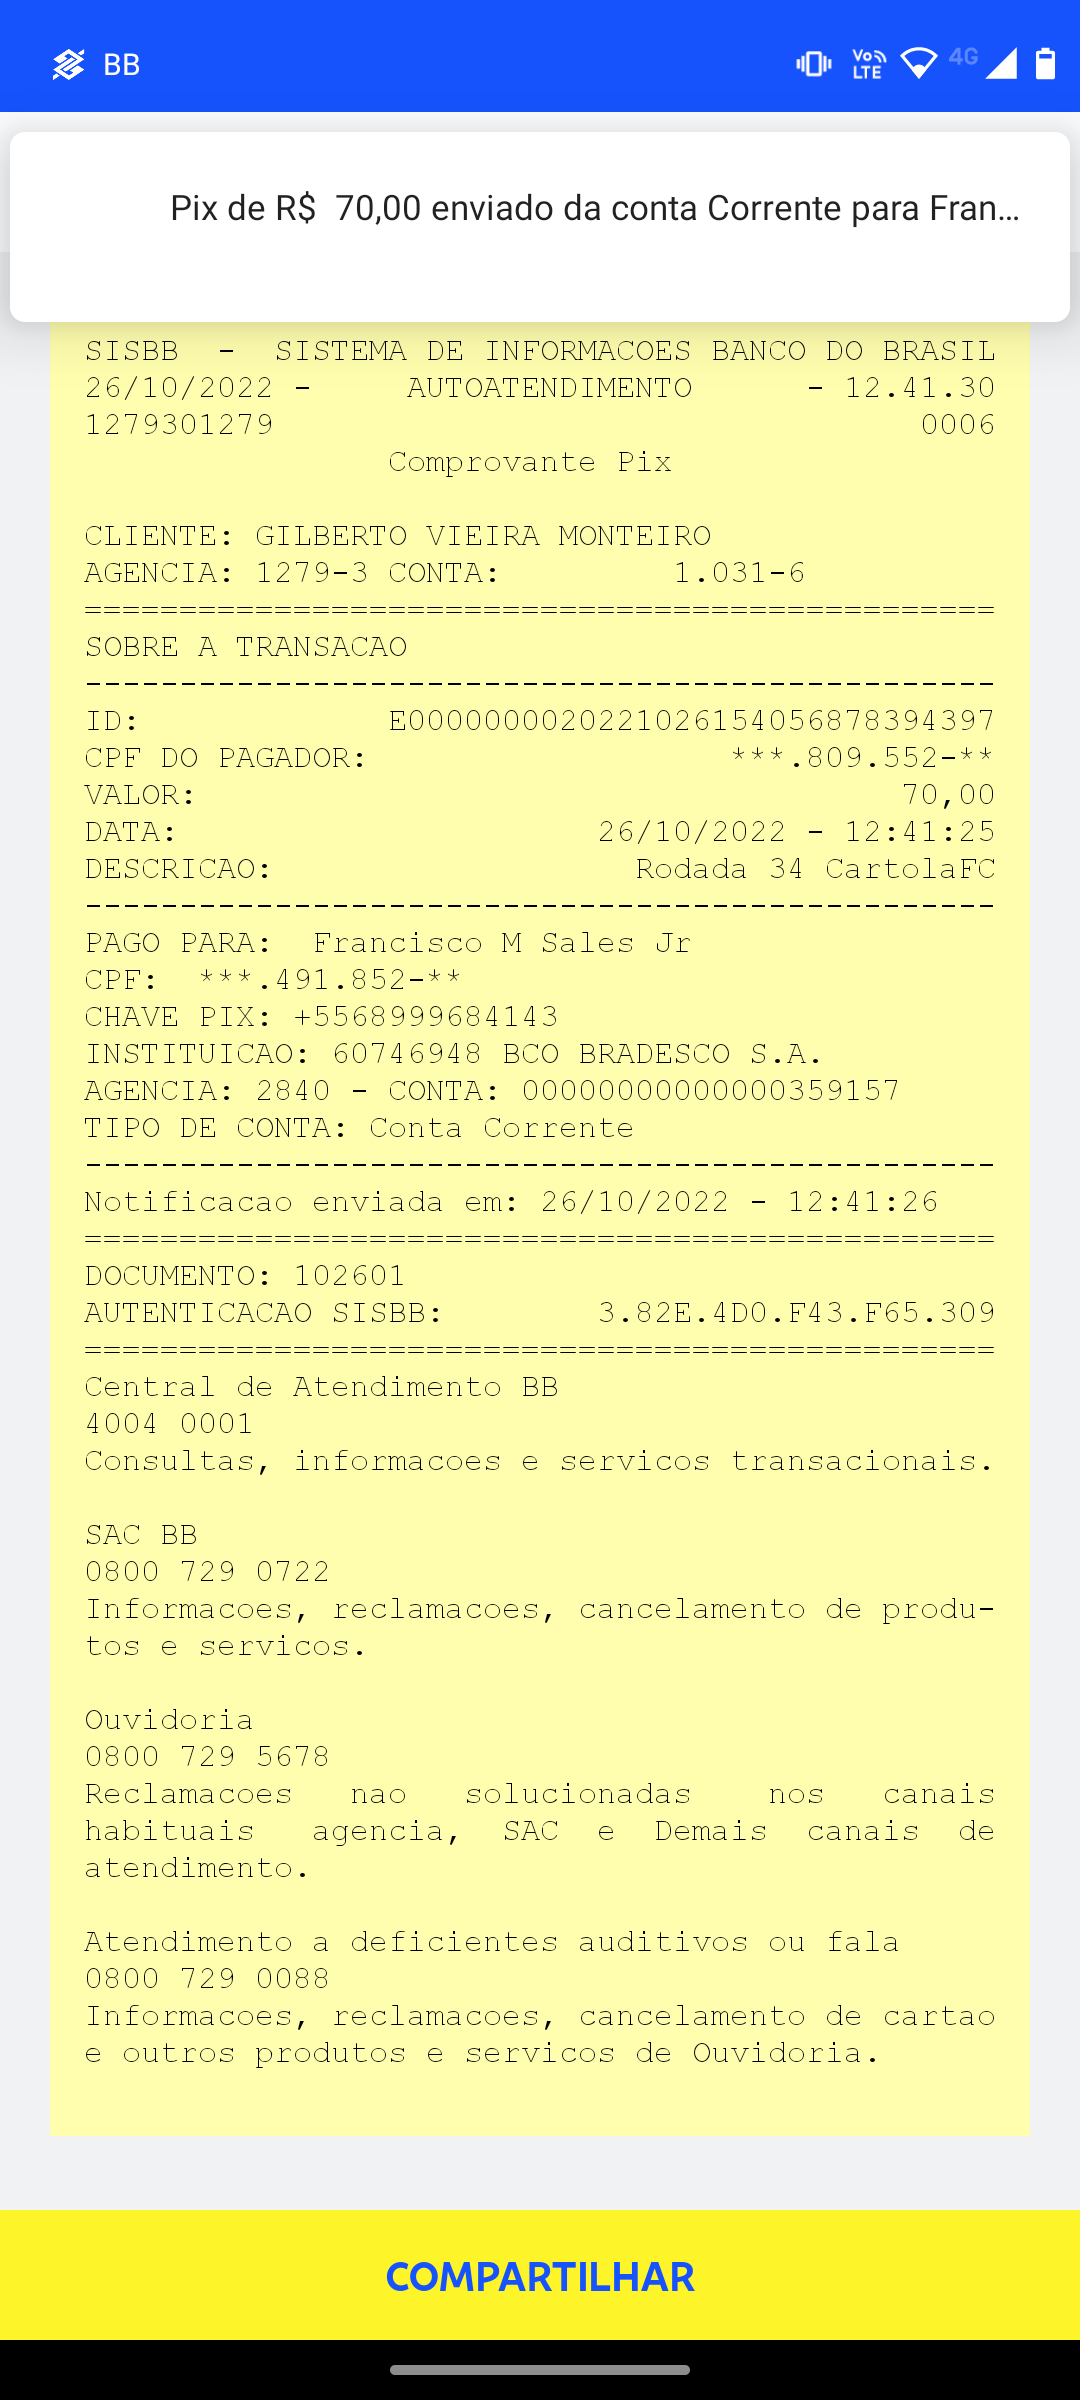 BB
Vo LTE 4G
Pix de R$ 70,00 enviado da conta Corrente para Fran...
SISBB - SISTEMA DE INFORMACOES BANCO DO BRASIL
26/10/2022 - AUTOATENDIMENTO - 12.41.30
1279301279 0006
Comprovante Pix
CLIENTE: GILBERTO VIEIRA MONTEIRO
AGENCIA: 1279-3 CONTA: 1.031-6
================================================
SOBRE A TRANSACAO
------------------------------------------------
ID: E0000000020221026154056878394397
CPF DO PAGADOR: ***.809.552-**
VALOR: 70,00
DATA: 26/10/2022 - 12:41:25
DESCRICAO: Rodada 34 CartolaFC
------------------------------------------------
PAGO PARA: Francisco M Sales Jr
CPF: ***.491.852-**
CHAVE PIX: +5568999684143
INSTITUICAO: 60746948 BCO BRADESCO S.A.
AGENCIA: 2840 - CONTA: 00000000000000359157
TIPO DE CONTA: Conta Corrente
------------------------------------------------
Notificacao enviada em: 26/10/2022 - 12:41:26
================================================
DOCUMENTO: 102601
AUTENTICACAO SISBB: 3.82E.4D0.F43.F65.309
================================================
Central de Atendimento BB
4004 0001
Consultas, informacoes e servicos transacionais.
SAC BB
0800 729 0722
Informacoes, reclamacoes, cancelamento de produ-
tos e servicos.
Ouvidoria
0800 729 5678
Reclamacoes nao solucionadas nos canais
habituais agencia, SAC e Demais canais de
atendimento.
Atendimento a deficientes auditivos ou fala
0800 729 0088
Informacoes, reclamacoes, cancelamento de cartao
e outros produtos e servicos de Ouvidoria.
COMPARTILHAR